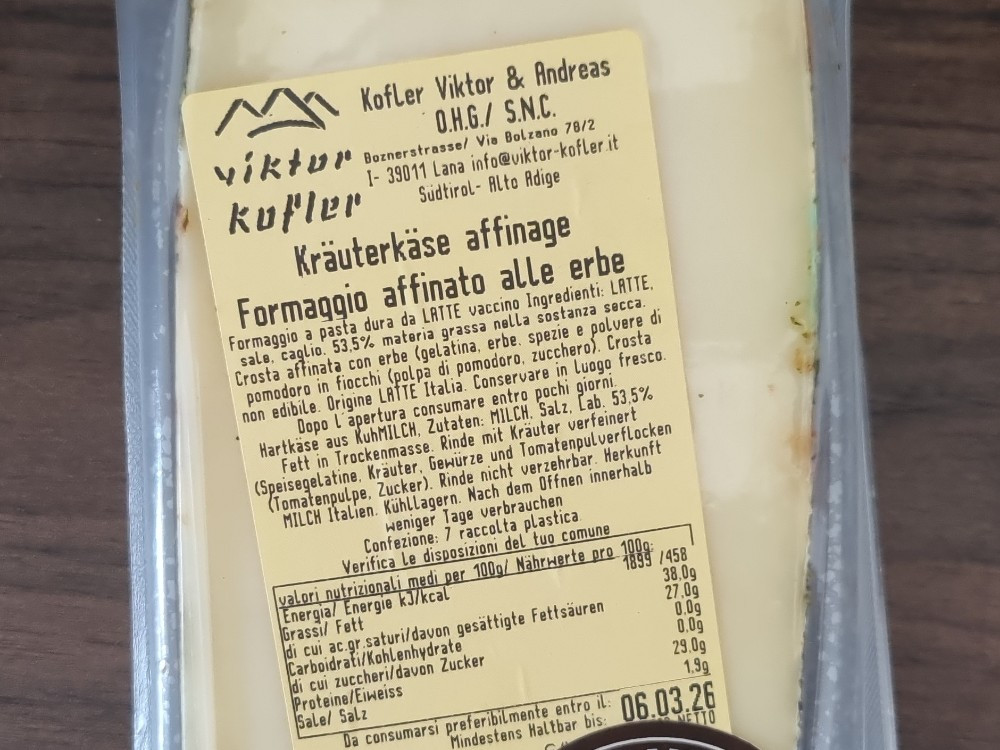 viktor
kofler
Kofler Viktor & Andreas
O.H.G./ S.N.C.
Boznerstrasse/ Via Bolzano 78/2
I- 39011 Lana info@viktor-kofler.it
Südtirol- Alto Adige
Kräuterkäse affinage
Formaggio affinato alle erbe
Formaggio a pasta dura da LATTE vaccino Ingredienti: LATTE,
sale, caglio. 53,5% materia grassa nella sostanza secca.
Crosta affinata con erbe (gelatina, erbe, spezie e polvere di
pomodoro in fiocchi (polpa di pomodoro, zucchero). Crosta
non edibile. Origine LATTE Italia. Conservare in luogo fresco.
Dopo l'apertura consumare entro pochi giorni.
Hartkäse aus KuhMILCH, Zutaten: MILCH, Salz, Lab. 53,5%
Fett in Trockenmasse. Rinde mit Kräuter verfeinert
(Speisegelatine, Kräuter, Gewürze und Tomatenpulverflocken
(Tomatenpulpe, Zucker). Rinde nicht verzehrbar. Herkunft
MILCH Italien. Kühllagern. Nach dem Öffnen innerhalb
weniger Tage verbrauchen
Confezione: 7 raccolta plastica.
Verifica le disposizioni del tuo comune
valori nutrizionali medi per 100g/ Nährwerte pro 100g:
Energia/ Energie kJ/kcal 1899 /458
Grassi/ Fett 38.0g
di cui ac.gr.saturi/davon gesättigte Fettsäuren 27.0g
Carboidrati/Kohlenhydrate 0.0g
di cui zuccheri/davon Zucker 0.0g
Proteine/Eiweiss 29.0g
Sale/ Salz 1.9g
Da consumarsi preferibilmente entro il: 06.03.26
Mindestens Haltbar bis:
NETTO